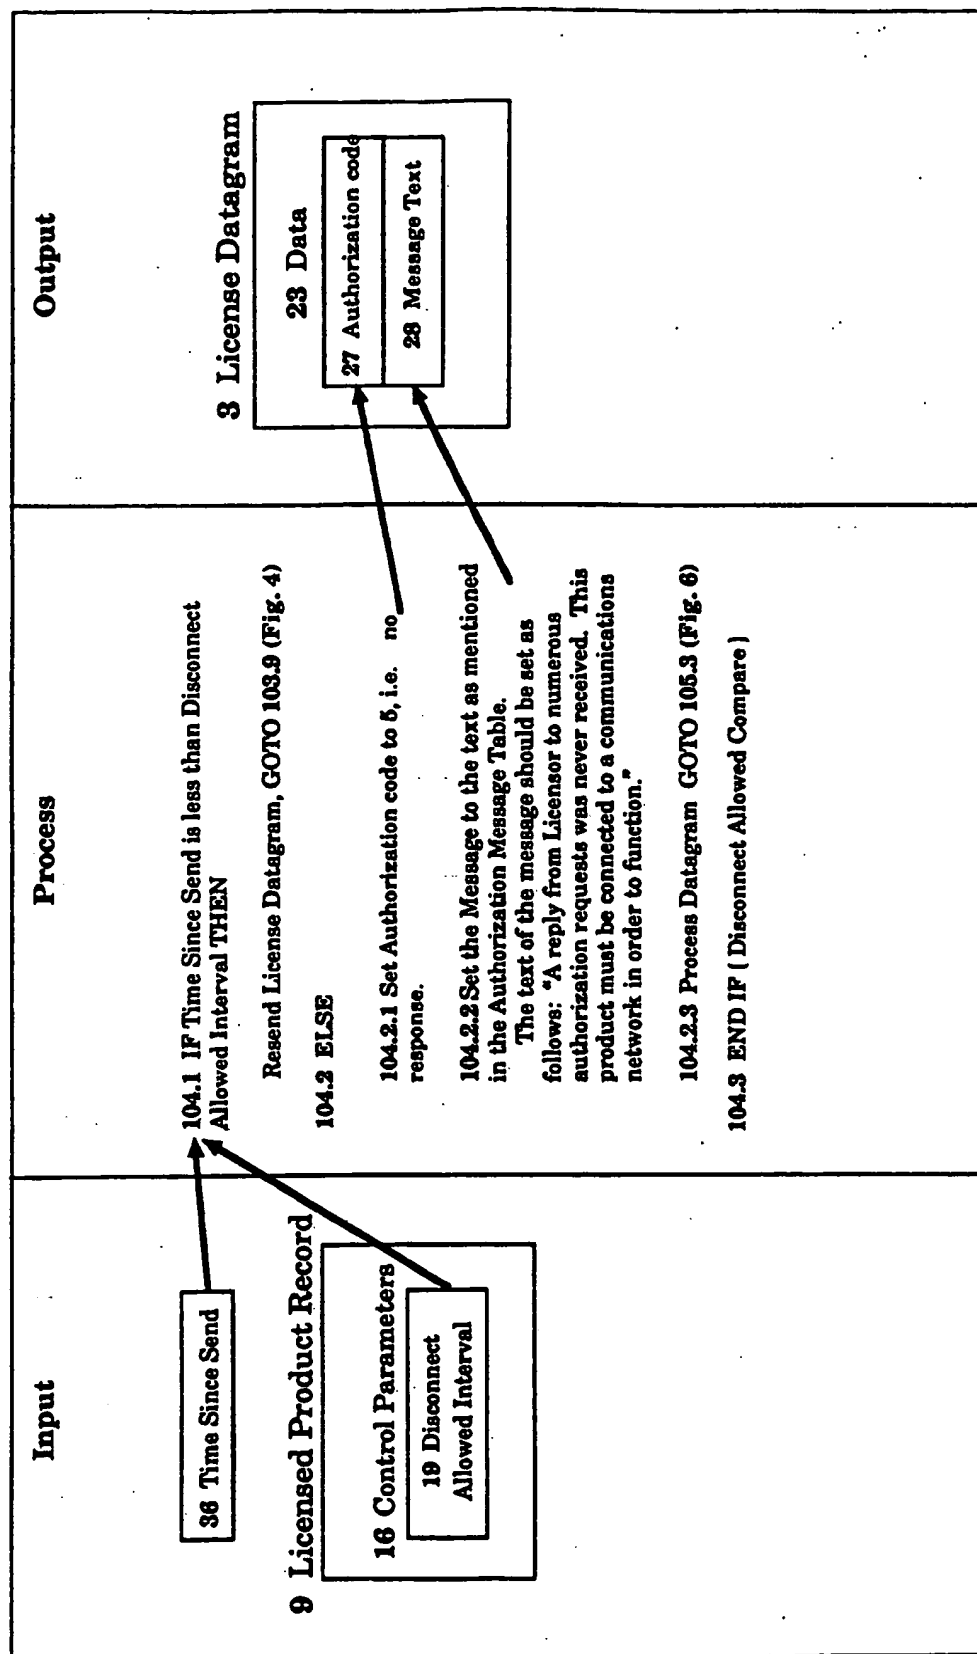 Input
36 Time Since Send
9 Licensed Product Record
16 Control Parameters
19 Disconnect
Allowed Interval
Process
104.1 IF Time Since Send is less than Disconnect
Allowed Interval THEN
Resend License Datagram, GOTO 103.9 (Fig. 4)
104.2 ELSE
104.2.1 Set Authorization code to 5, i.e. no
response.
104.2.2 Set the Message to the text as mentioned
in the Authorization Message Table.
The text of the message should be set as
follows: "A reply from Licensor to numerous
authorization requests was never received. This
product must be connected to a communications
network in order to function."
104.2.3 Process Datagram GOTO 105.3 (Fig. 6)
104.3 END IF ( Disconnect Allowed Compare )
Output
3 License Datagram
23 Data
27 Authorization code
28 Message Text